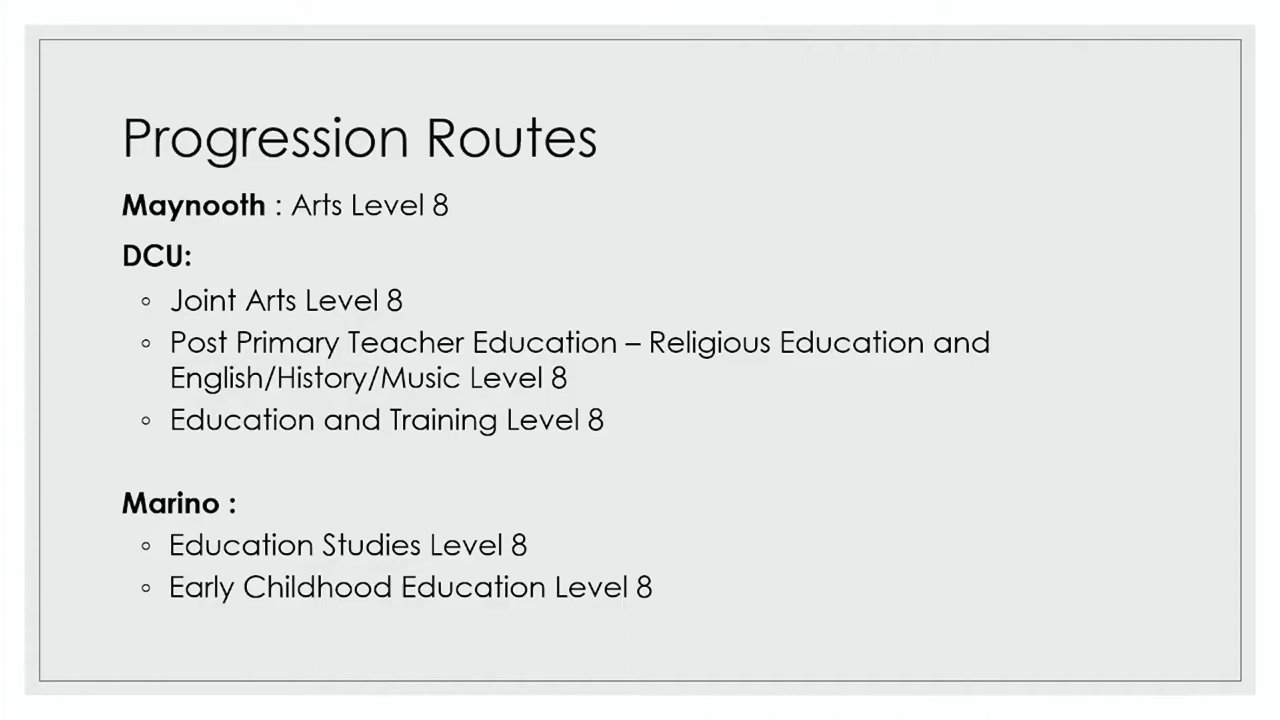 Progression Routes
Maynooth : Arts Level 8
DCU:
◦ Joint Arts Level 8
◦ Post Primary Teacher Education – Religious Education and
English/History/Music Level 8
◦ Education and Training Level 8
Marino :
◦ Education Studies Level 8
◦ Early Childhood Education Level 8